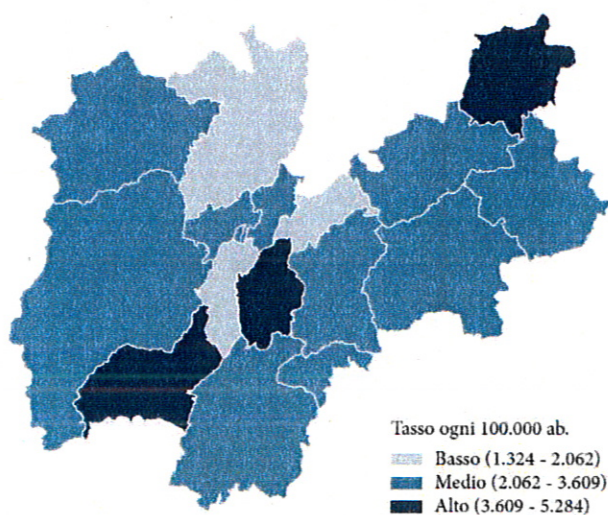 Tasso ogni 100.000 ab.
Basso (1.324 - 2.062)
Medio (2.062 - 3.609)
Alto (3.609 - 5.284)